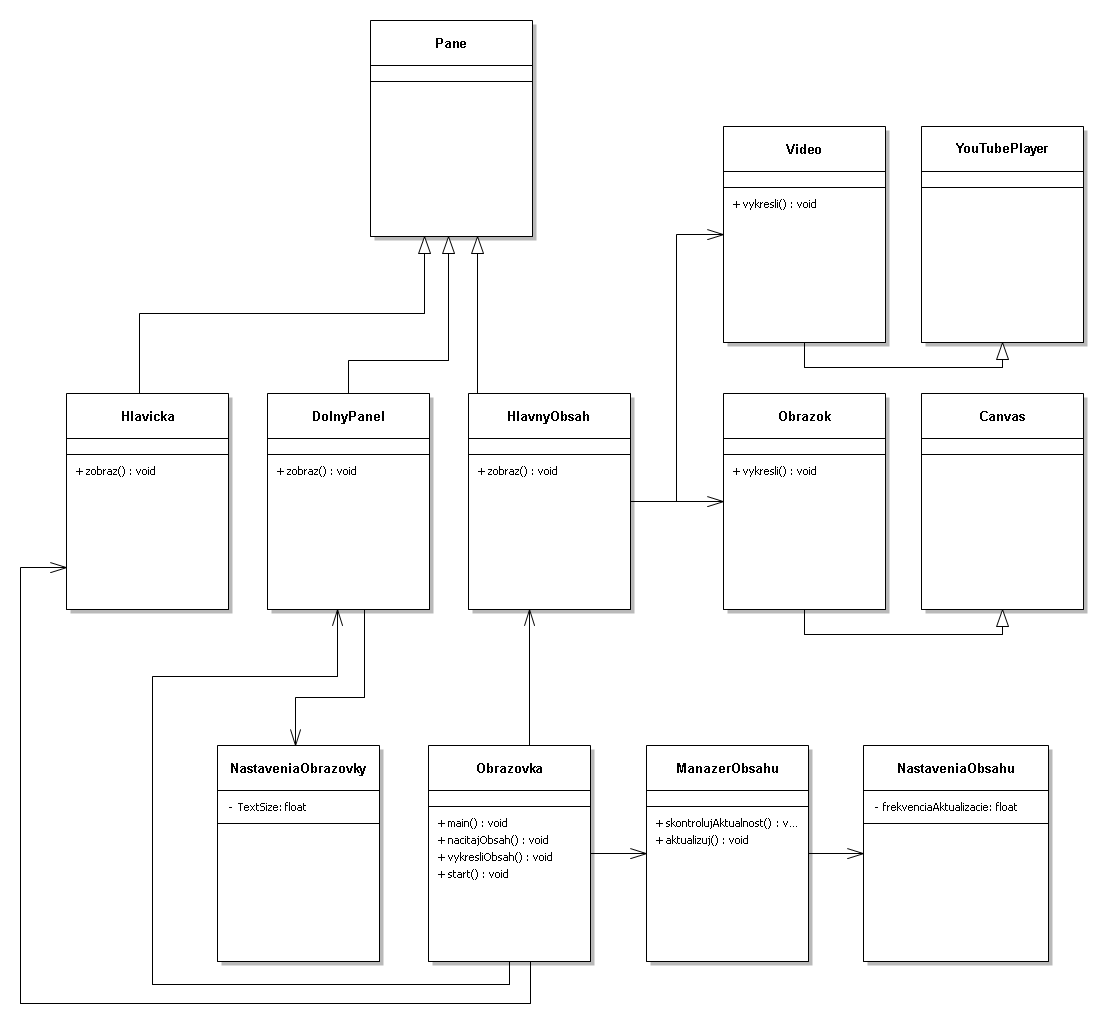 Pane
Video
+ vykresli() : void
YouTubePlayer
Hlavicka
+ zobraz() : void
DolnyPanel
+ zobraz() : void
HlavnyObsah
+ zobraz() : void
Obrazok
+ vykresli() : void
Canvas
NastaveniaObrazovky
- TextSize: float
Obrazovka
+ main() : void
+ nacitajObsah() : void
+ vykresliObsah() : void
+ start() : void
ManazerObsahu
+ skontrolujAktualnost() : v...
+ aktualizuj() : void
NastaveniaObsahu
- frekvenciaAktualizacie: float